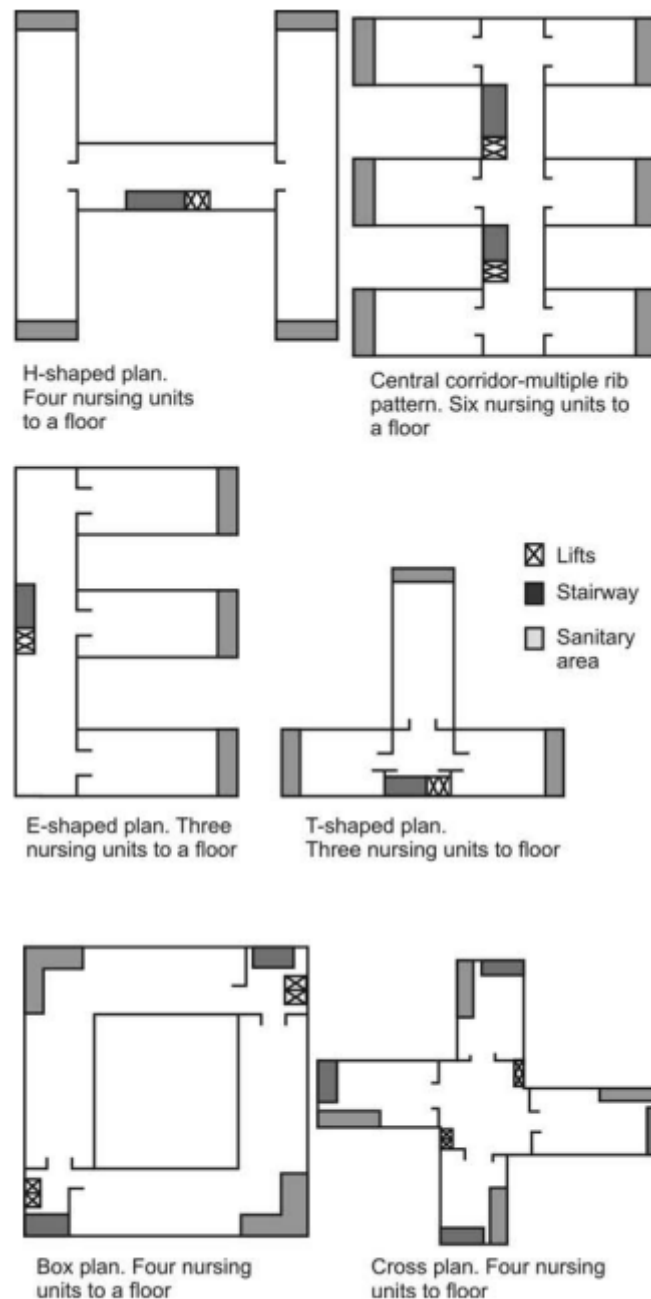 H-shaped plan.
Four nursing units
to a floor
Central corridor-multiple rib
pattern. Six nursing units to
a floor
Lifts
Stairway
Sanitary
area
E-shaped plan. Three
nursing units to a floor
T-shaped plan.
Three nursing units to floor
Box plan. Four nursing
units to a floor
Cross plan. Four nursing
units to floor